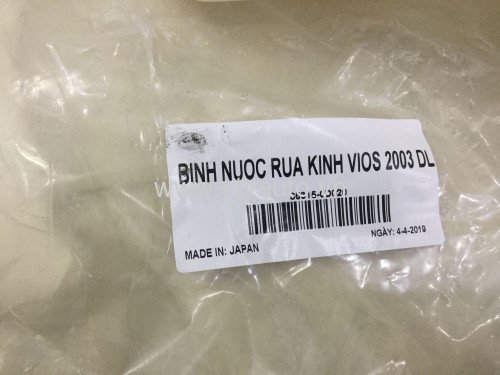 BINH NUOC RUA KINH VIOS 2003 DL
NGÀY: 4-4-2019
MADE IN: JAPAN